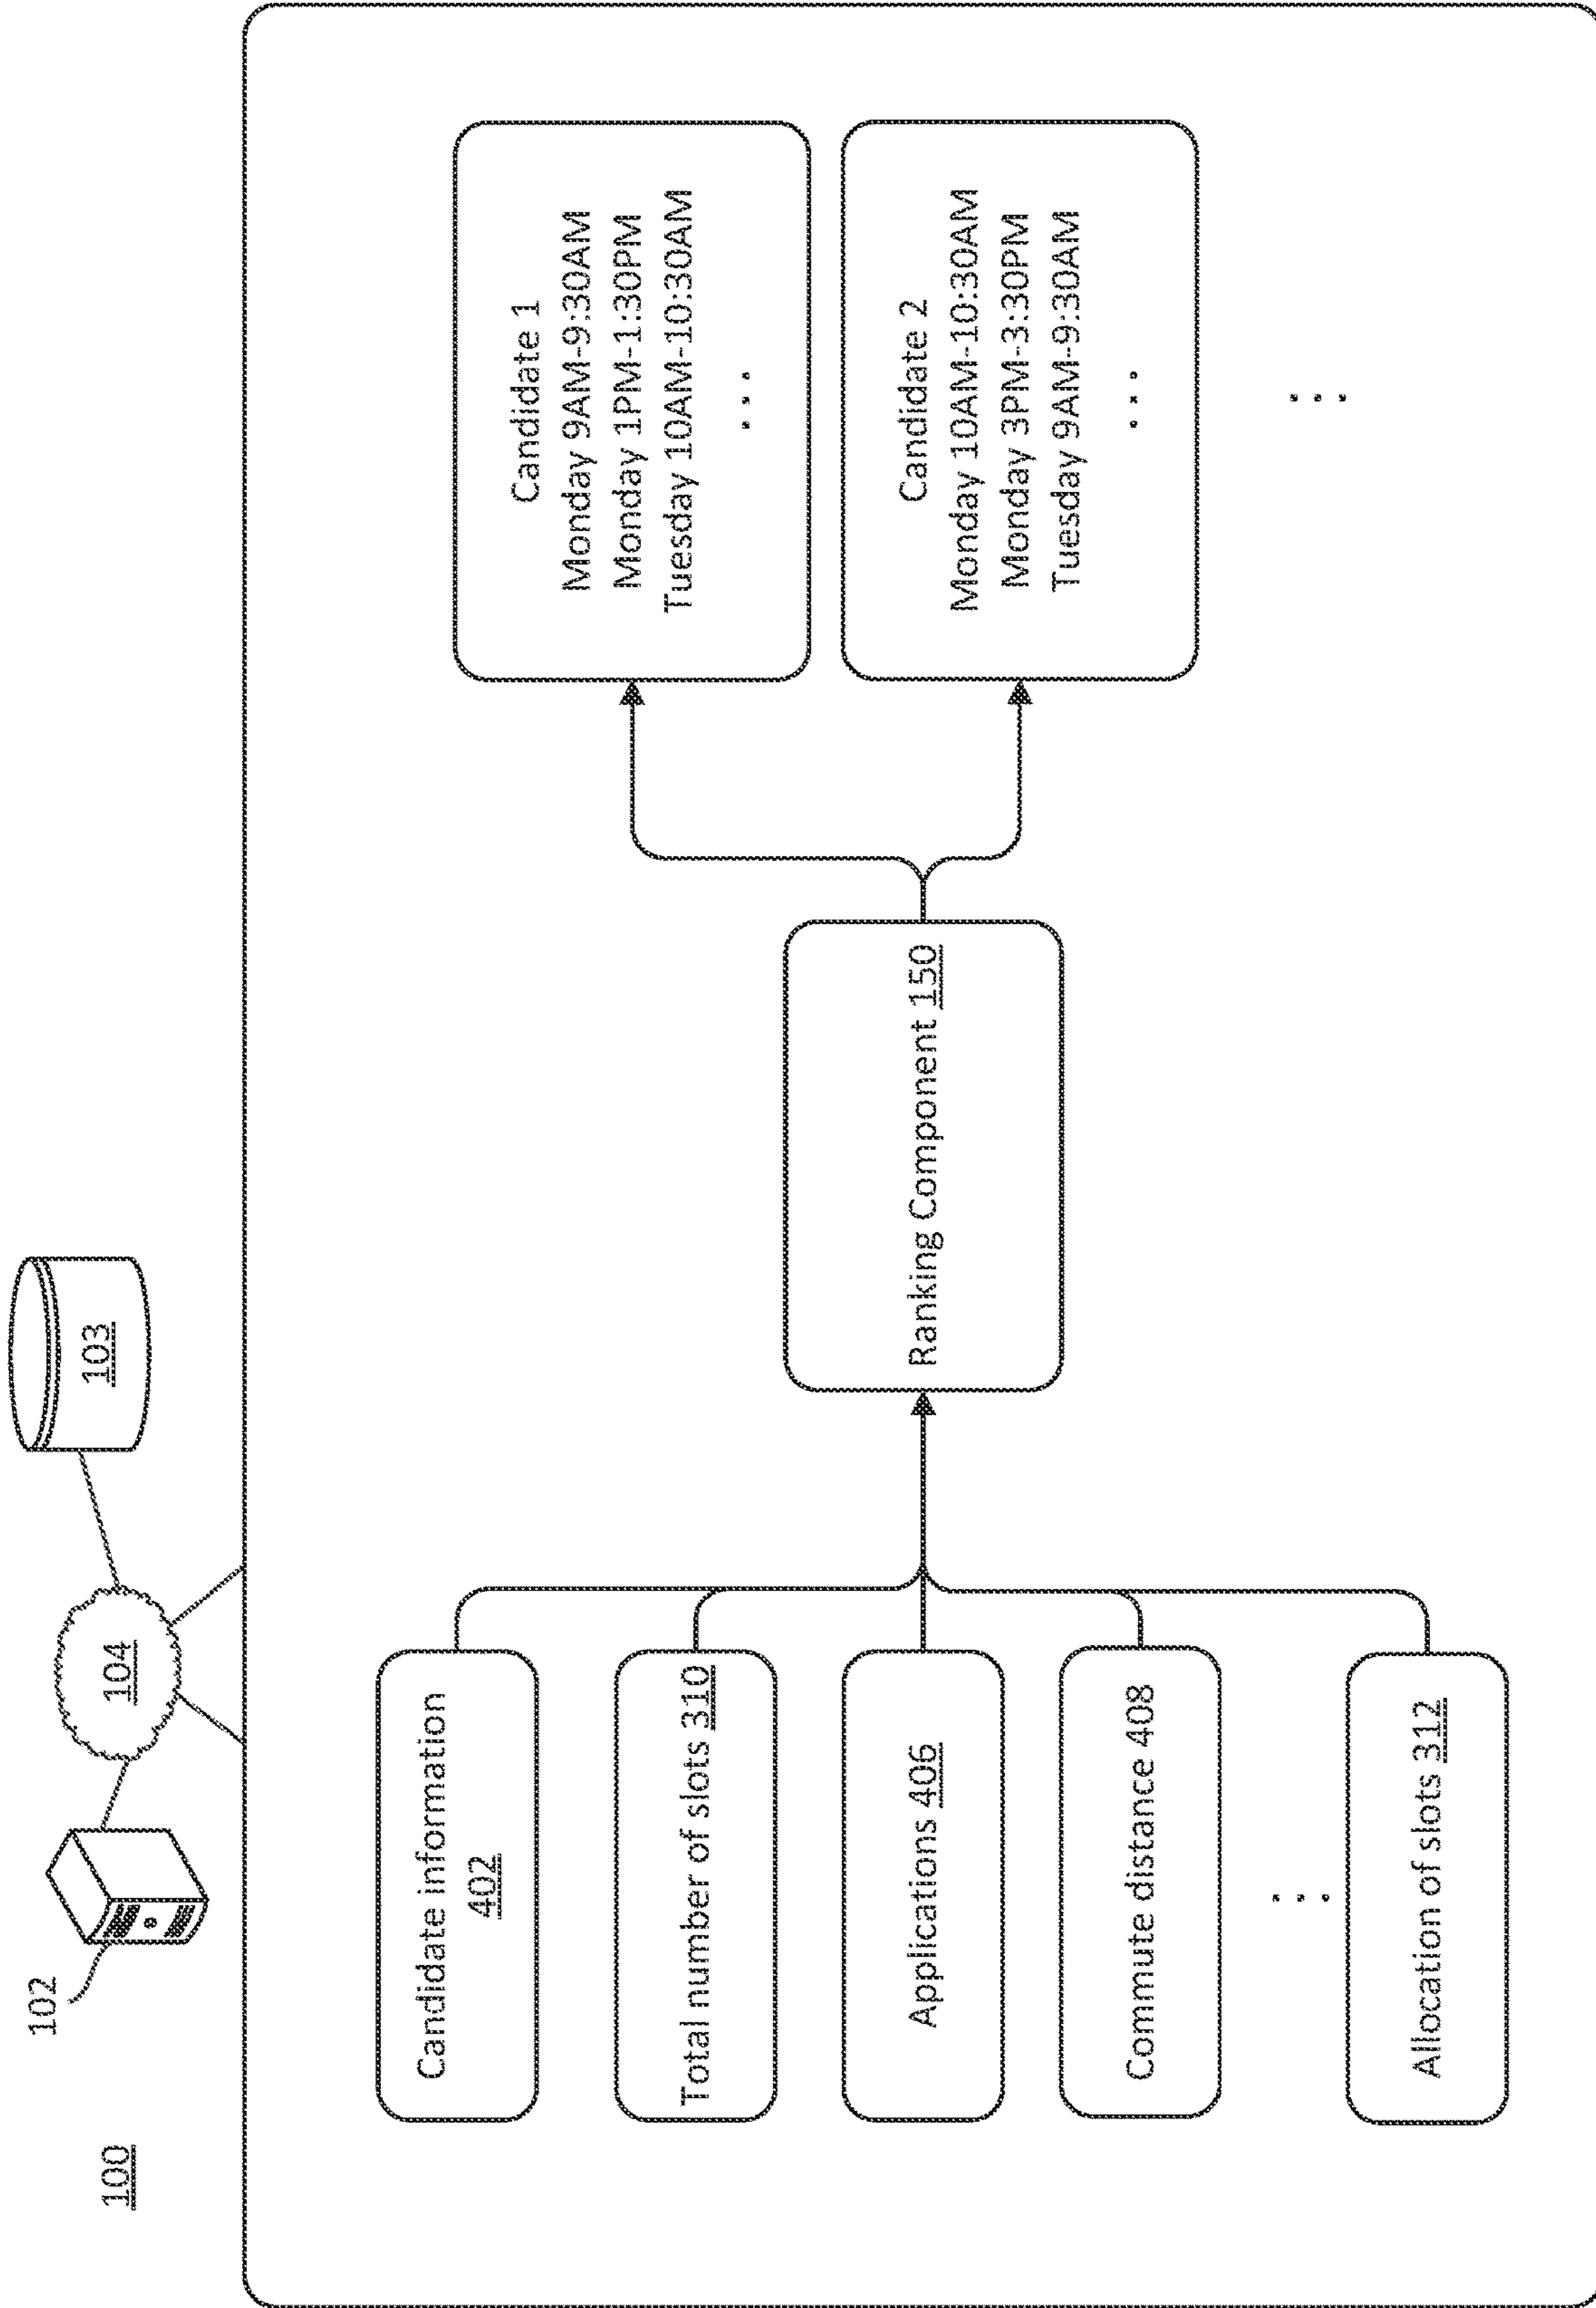 100
102
104
103
Candidate information
402
Total number of slots 310
Applications 406
Commute distance 408
...
Allocation of slots 312
Ranking Component 150
Candidate 1
Monday 9AM-9:30AM
Monday 1PM-1:30PM
Tuesday 10AM-10:30AM
...
Candidate 2
Monday 10AM-10:30AM
Monday 3PM-3:30PM
Tuesday 9AM-9:30AM
...
...